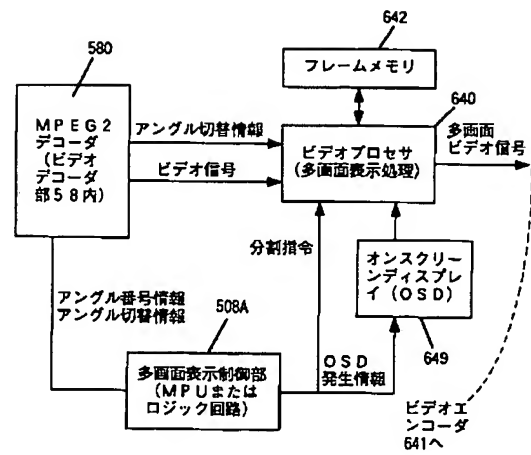 580
642
フレームメモリ
640
MPEG2
デコーダ
(ビデオ
デコーダ
部58内)
アングル切替情報
ビデオ信号
ビデオプロセサ
(多画面表示処理)
多画面
ビデオ信号
分割指令
オンスクリー
ンディスプレ
イ(OSD)
649
アングル番号情報
アングル切替情報
508A
多画面表示制御部
(MPUまたは
ロジック回路)
OSD
発生情報
ビデオエ
ンコーダ
641へ